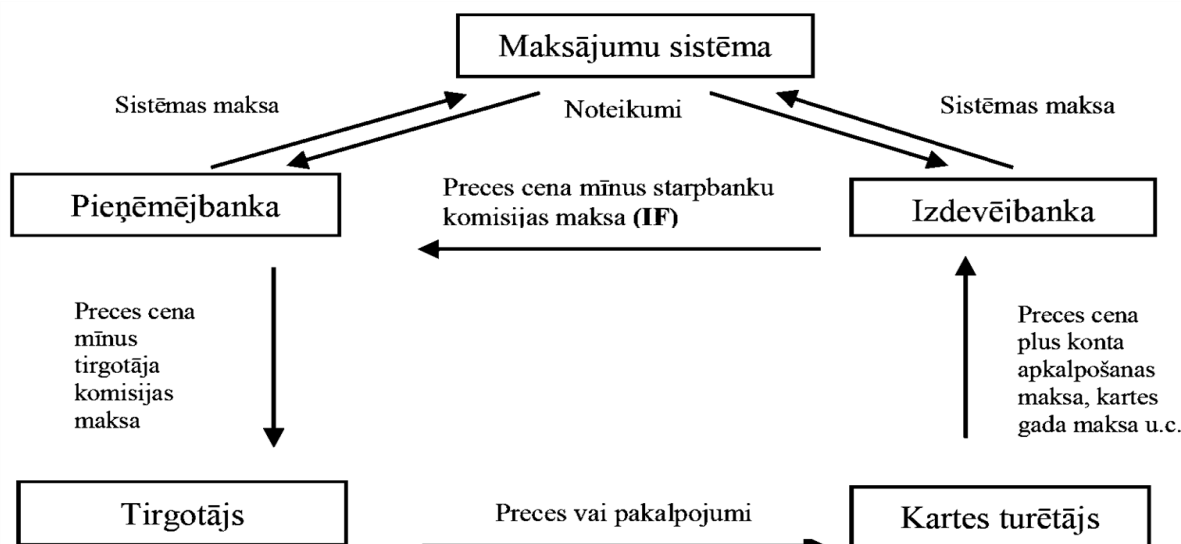 Maksājumu sistēma
Sistēmas maksa
Noteikumi
Sistēmas maksa
Pieņēmējbanka
Preces cena mīnus starpbanku
komisijas maksa (IF)
Izdevējbanka
Preces cena
mīnus
tirgotāja
komisijas
maksa
Preces cena
plus konta
apkalpošanas
maksa, kartes
gada maksa u.c.
Tirgotājs
Preces vai pakalpojumi
Kartes turētājs